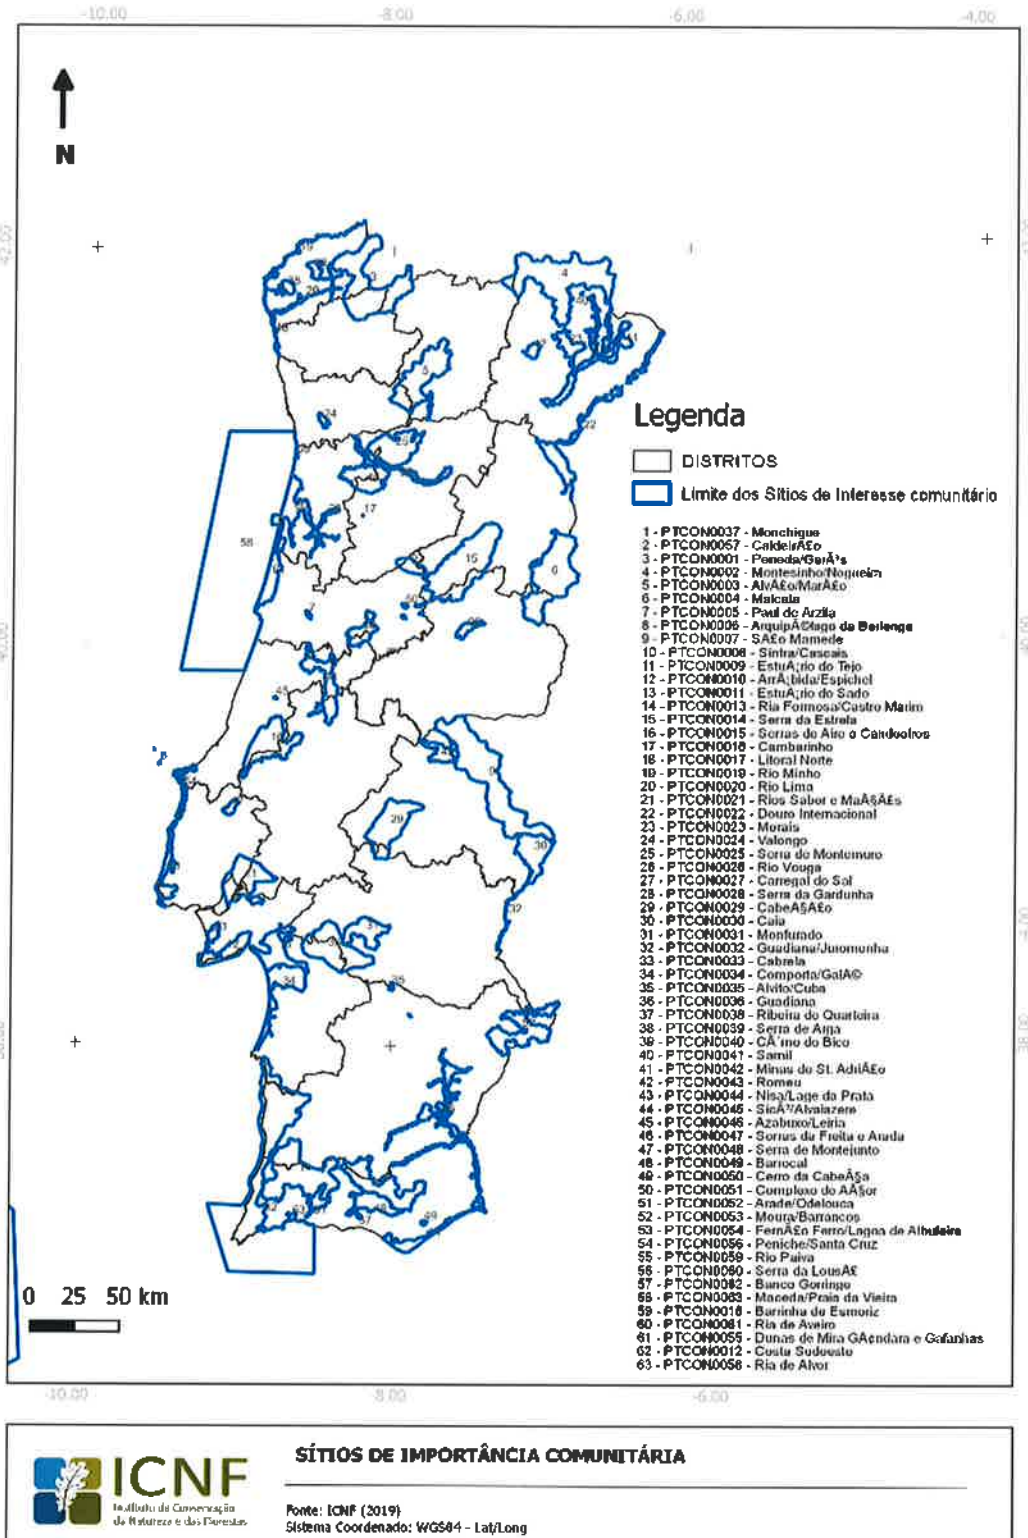 -10.00 -8.00 -6.00 -4.00
N
42.00
Legenda
DISTRITOS
Límite dos Sítios de Interesse comunitário
1 - PTCON0037 - Monchique
2 - PTCON0057 - CaldeirÃ£o
3 - PTCON0001 - Peneda/GerÃªs
4 - PTCON0002 - Montesinho/Nogueira
5 - PTCON0003 - AlvÃ£o/MarÃ£o
6 - PTCON0004 - Malcata
7 - PTCON0005 - Paul de Arzila
8 - PTCON0006 - ArquipÃ©lago da Berlenga
9 - PTCON0007 - SÃ£o Mamede
10 - PTCON0008 - Sintra/Cascais
11 - PTCON0009 - EstuÃ¡rio do Tejo
12 - PTCON0010 - ArrÃ¡bida/Espichel
13 - PTCON0011 - EstuÃ¡rio do Sado
14 - PTCON0013 - Ria Formosa/Castro Marim
15 - PTCON0014 - Serra da Estrela
16 - PTCON0015 - Serras de Aire e Candeeiros
17 - PTCON0016 - Cambarinho
18 - PTCON0017 - Litoral Norte
19 - PTCON0019 - Rio Minho
20 - PTCON0020 - Rio Lima
21 - PTCON0021 - Rios Sabor e MaÃ§Ã£s
22 - PTCON0022 - Douro Internacional
23 - PTCON0023 - Morais
24 - PTCON0024 - Valongo
25 - PTCON0025 - Serra de Montemuro
26 - PTCON0026 - Rio Vouga
27 - PTCON0027 - Carregal do Sal
28 - PTCON0028 - Serra da Gardunha
29 - PTCON0029 - CabeÃ§Ã£o
30 - PTCON0030 - Caia
31 - PTCON0031 - Monfurado
32 - PTCON0032 - Guadiana/Juromenha
33 - PTCON0033 - Cabrela
34 - PTCON0034 - Comporta/GalÃ©
35 - PTCON0035 - Alvito/Cuba
36 - PTCON0036 - Guadiana
37 - PTCON0038 - Ribeira de Quarteira
38 - PTCON0039 - Serra de Arga
39 - PTCON0040 - CÃ´rno do Bico
40 - PTCON0041 - Samil
41 - PTCON0042 - Minas de St. AdriÃ£o
42 - PTCON0043 - Romeu
43 - PTCON0044 - Nisa/Lage da Prata
44 - PTCON0045 - SicÃ³/Alvaiazere
45 - PTCON0046 - Azabuxo/Leiria
46 - PTCON0047 - Serras da Freita e Arada
47 - PTCON0048 - Serra de Montejunto
48 - PTCON0049 - Barrocal
49 - PTCON0050 - Cerro da CabeÃ§a
50 - PTCON0051 - Complexo do AÃ§or
51 - PTCON0052 - Arade/Odelouca
52 - PTCON0053 - Moura/Barrancos
53 - PTCON0054 - FernÃ£o Ferro/Lagoa de Albufeira
54 - PTCON0056 - Peniche/Santa Cruz
55 - PTCON0059 - Rio Paiva
56 - PTCON0060 - Serra da LousÃ£
57 - PTCON0062 - Banco Gorringe
58 - PTCON0063 - Maceda/Praia da Vieira
59 - PTCON0018 - Barrinha de Esmoriz
60 - PTCON0061 - Ria de Aveiro
61 - PTCON0055 - Dunas de Mira GÃ¢ndara e Gafanhas
62 - PTCON0012 - Costa Sudoeste
63 - PTCON0058 - Ria de Alvor
0 25 50 km
-10.00 -8.00 -6.00
ICNF
Instituto da Conservação
da Natureza e das Florestas
SÍTIOS DE IMPORTÂNCIA COMUNITÁRIA
Fonte: ICNF (2019)
Sistema Coordenado: WGS84 - Lat/Long